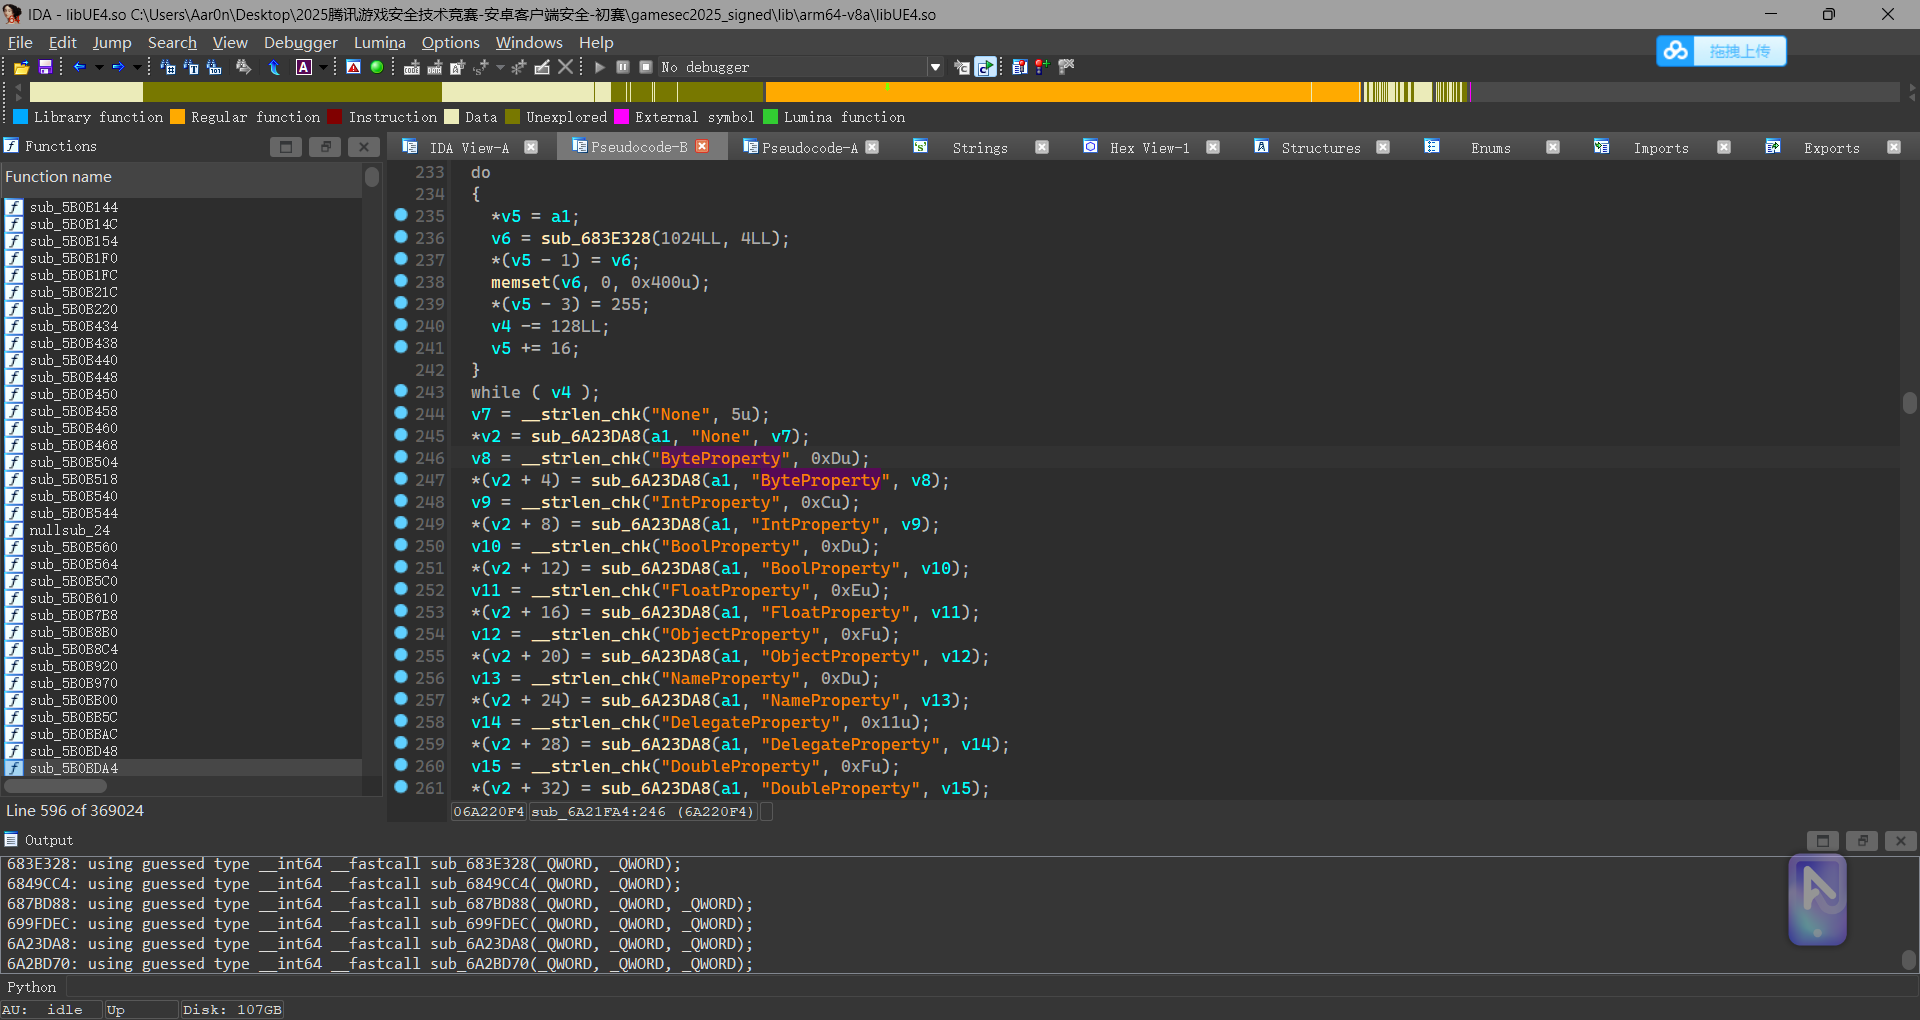 IDA - libUE4.so C:\Users\Aar0n\Desktop\2025腾讯游戏安全技术竞赛-安卓客户端安全-初赛\gamesec2025_signed\lib\arm64-v8a\libUE4.so
File Edit Jump Search View Debugger Lumina Options Windows Help
拖拽上传
No debugger
Library function Regular function Instruction Data Unexplored External symbol Lumina function
Functions
IDA View-A Pseudocode-B Pseudocode-A Strings Hex View-1 Structures Enums Imports Exports
Function name
sub_5B0B144
sub_5B0B14C
sub_5B0B154
sub_5B0B1F0
sub_5B0B1FC
sub_5B0B21C
sub_5B0B220
sub_5B0B434
sub_5B0B438
sub_5B0B440
sub_5B0B448
sub_5B0B450
sub_5B0B458
sub_5B0B460
sub_5B0B468
sub_5B0B504
sub_5B0B518
sub_5B0B540
sub_5B0B544
nullsub_24
sub_5B0B560
sub_5B0B564
sub_5B0B5C0
sub_5B0B610
sub_5B0B7B8
sub_5B0B8B0
sub_5B0B8C4
sub_5B0B920
sub_5B0B970
sub_5B0BB00
sub_5B0BB5C
sub_5B0BBAC
sub_5B0BD48
sub_5B0BDA4
Line 596 of 369024
233 do
234 {
235 *v5 = a1;
236 v6 = sub_683E328(1024LL, 4LL);
237 *(v5 - 1) = v6;
238 memset(v6, 0, 0x400u);
239 *(v5 - 3) = 255;
240 v4 -= 128LL;
241 v5 += 16;
242 }
243 while ( v4 );
244 v7 = __strlen_chk("None", 5u);
245 *v2 = sub_6A23DA8(a1, "None", v7);
246 v8 = __strlen_chk("ByteProperty", 0xDu);
247 *(v2 + 4) = sub_6A23DA8(a1, "ByteProperty", v8);
248 v9 = __strlen_chk("IntProperty", 0xCu);
249 *(v2 + 8) = sub_6A23DA8(a1, "IntProperty", v9);
250 v10 = __strlen_chk("BoolProperty", 0xDu);
251 *(v2 + 12) = sub_6A23DA8(a1, "BoolProperty", v10);
252 v11 = __strlen_chk("FloatProperty", 0xEu);
253 *(v2 + 16) = sub_6A23DA8(a1, "FloatProperty", v11);
254 v12 = __strlen_chk("ObjectProperty", 0xFu);
255 *(v2 + 20) = sub_6A23DA8(a1, "ObjectProperty", v12);
256 v13 = __strlen_chk("NameProperty", 0xDu);
257 *(v2 + 24) = sub_6A23DA8(a1, "NameProperty", v13);
258 v14 = __strlen_chk("DelegateProperty", 0x11u);
259 *(v2 + 28) = sub_6A23DA8(a1, "DelegateProperty", v14);
260 v15 = __strlen_chk("DoubleProperty", 0xFu);
261 *(v2 + 32) = sub_6A23DA8(a1, "DoubleProperty", v15);
06A220F4 sub_6A21FA4:246 (6A220F4)
Output
683E328: using guessed type __int64 __fastcall sub_683E328(_QWORD, _QWORD);
6849CC4: using guessed type __int64 __fastcall sub_6849CC4(_QWORD, _QWORD);
687BD88: using guessed type __int64 __fastcall sub_687BD88(_QWORD, _QWORD, _QWORD);
699FDEC: using guessed type __int64 __fastcall sub_699FDEC(_QWORD, _QWORD, _QWORD);
6A23DA8: using guessed type __int64 __fastcall sub_6A23DA8(_QWORD, _QWORD, _QWORD);
6A2BD70: using guessed type __int64 __fastcall sub_6A2BD70(_QWORD, _QWORD, _QWORD);
Python
AU: idle Up Disk: 107GB